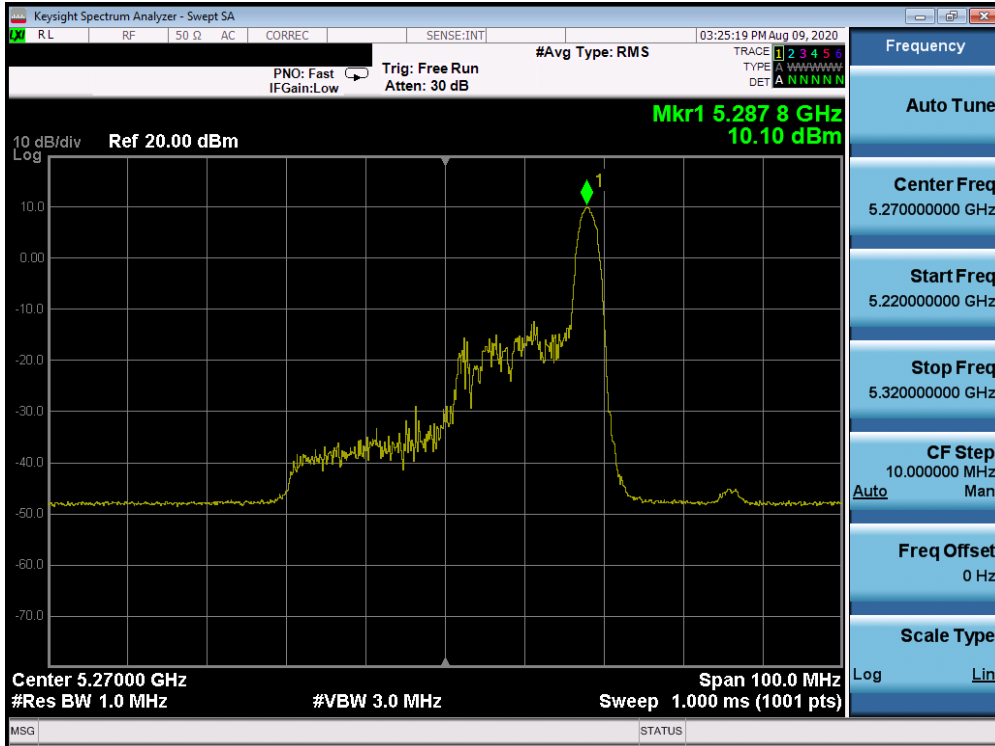 Keysight Spectrum Analyzer - Swept SA
LXI RL RF 50 Ω AC CORREC SENSE:INT 03:25:19 PM Aug 09, 2020
#Avg Type: RMS
TRACE 1 2 3 4 5 6
TYPE A W W W W W
DET A N N N N N
PNO: Fast
IFGain:Low
Trig: Free Run
Atten: 30 dB
Mkr1 5.287 8 GHz
10.10 dBm
10 dB/div
Log
Ref 20.00 dBm
1
10.0
0.00
-10.0
-20.0
-30.0
-40.0
-50.0
-60.0
-70.0
Center 5.27000 GHz
Span 100.0 MHz
#Res BW 1.0 MHz
#VBW 3.0 MHz
Sweep 1.000 ms (1001 pts)
MSG
STATUS
Frequency
Auto Tune
Center Freq
5.270000000 GHz
Start Freq
5.220000000 GHz
Stop Freq
5.320000000 GHz
CF Step
10.000000 MHz
Auto Man
Freq Offset
0 Hz
Scale Type
Log Lin